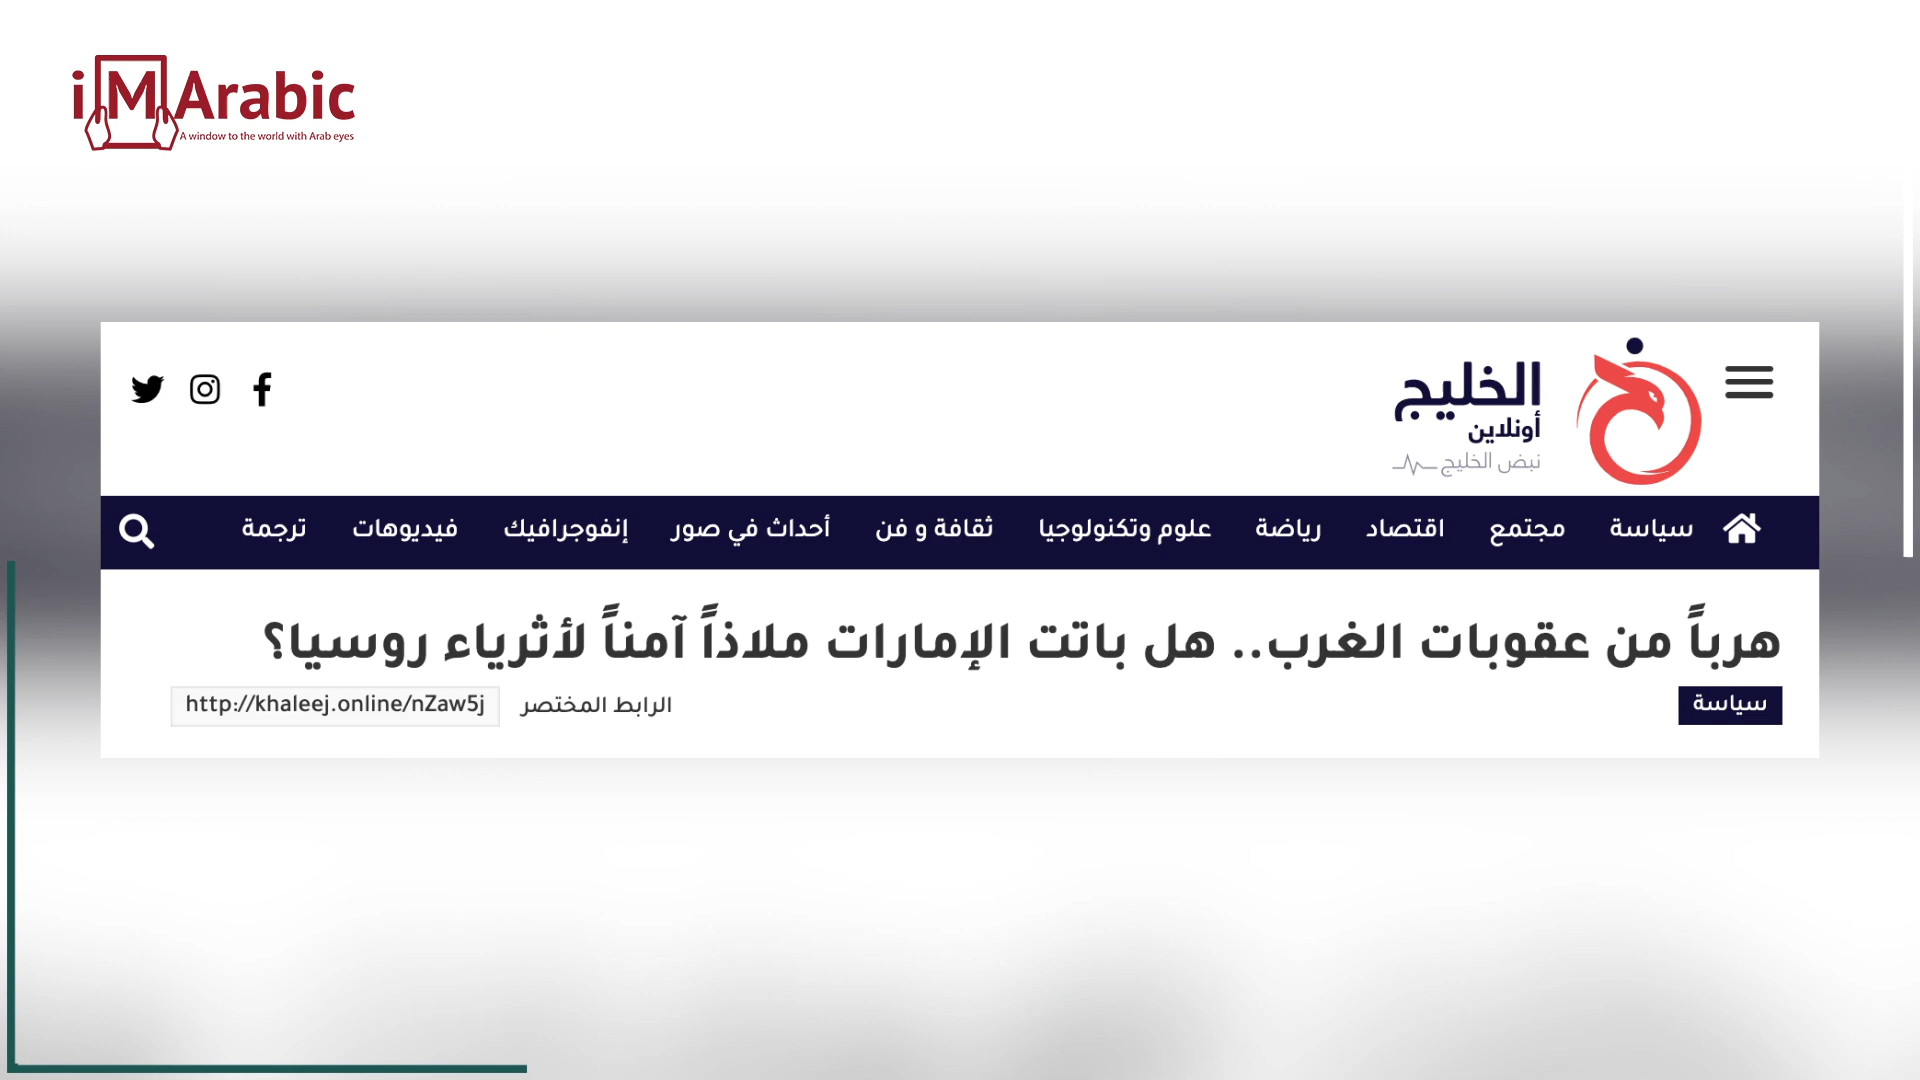 iMArabic
A window to the world with Arab eyes
الخليج
أونلاين
نبض الخليج
سياسة مجتمع اقتصاد رياضة علوم وتكنولوجيا ثقافة و فن أحداث في صور إنفوجرافيك فيديوهات ترجمة
هرباً من عقوبات الغرب.. هل باتت الإمارات ملاذاً آمناً لأثرياء روسيا؟
سياسة
الرابط المختصر http://khaleej.online/nZaw5j